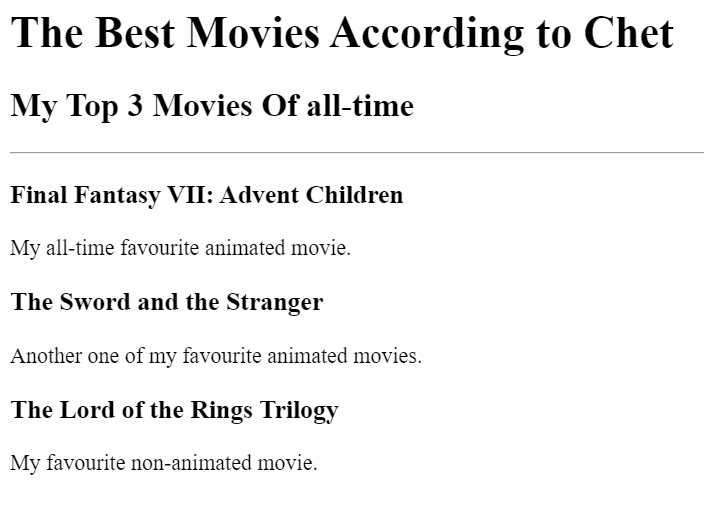 The Best Movies According to Chet
My Top 3 Movies Of all-time
Final Fantasy VII: Advent Children
My all-time favourite animated movie.
The Sword and the Stranger
Another one of my favourite animated movies.
The Lord of the Rings Trilogy
My favourite non-animated movie.